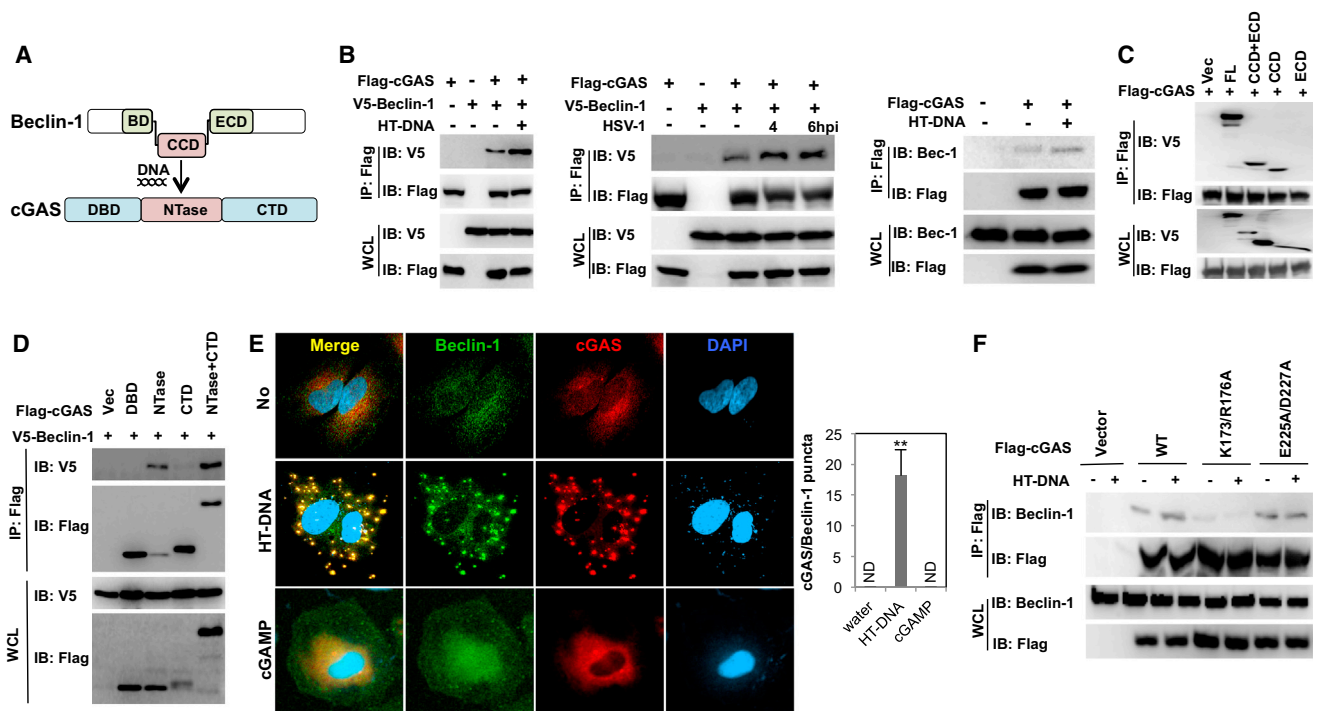 A
Beclin-1
BD
ECD
CCD
DNA
cGAS
DBD
NTase
CTD
B
Flag-cGAS + - + +
V5-Beclin-1 - + + +
HT-DNA - - - +
IP: Flag
IB: V5
IB: Flag
WCL
IB: V5
IB: Flag
Flag-cGAS + - + + +
V5-Beclin-1 - + + + +
HSV-1 - - - 4 6hpi
IP: Flag
IB: V5
IB: Flag
WCL
IB: V5
IB: Flag
Flag-cGAS - + +
HT-DNA - - +
IP: Flag
IB: Bec-1
IB: Flag
WCL
IB: Bec-1
IB: Flag
C
Vec
FL
CCD+ECD
CCD
ECD
Flag-cGAS + + + + +
IP: Flag
IB: V5
IB: Flag
WCL
IB: V5
IB: Flag
D
Flag-cGAS
Vec
DBD
NTase
CTD
NTase+CTD
V5-Beclin-1 + + + + +
IP: Flag
IB: V5
IB: Flag
WCL
IB: V5
IB: Flag
E
Merge
Beclin-1
cGAS
DAPI
No
HT-DNA
cGAMP
cGAS/Beclin-1 puncta
25
20
15
10
5
0
ND
**
ND
water
HT-DNA
cGAMP
F
Flag-cGAS
Vector
WT
K173/R176A
E225A/D227A
HT-DNA - + - + - + - +
IP: Flag
IB: Beclin-1
IB: Flag
WCL
IB: Beclin-1
IB: Flag